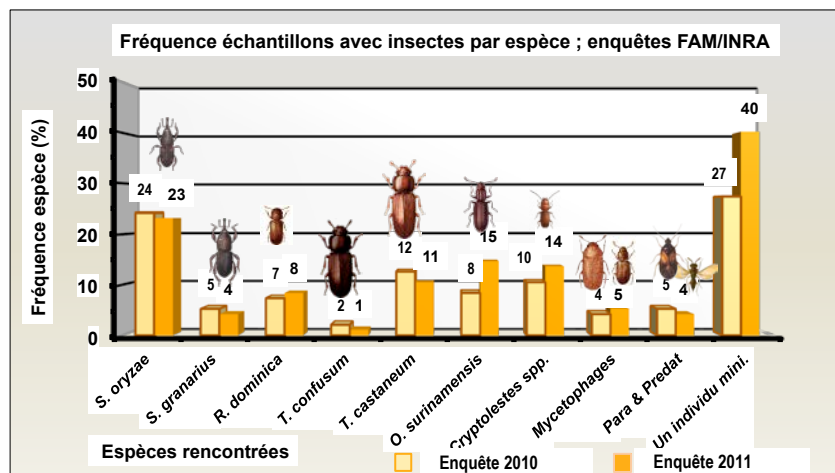 Fréquence échantillons avec insectes par espèce ; enquêtes FAM/INRA
Fréquence espèce (%)
50
40
30
20
10
0
24 23
5 4
7 8
2 1
12 11
8 15
10 14
4 5
5 4
27 40
S. oryzae
S. granarius
R. dominica
T. confusum
T. castaneum
O. surinamensis
Cryptolestes spp.
Mycetophages
Para & Predat
Un individu mini.
Espèces rencontrées
Enquête 2010
Enquête 2011